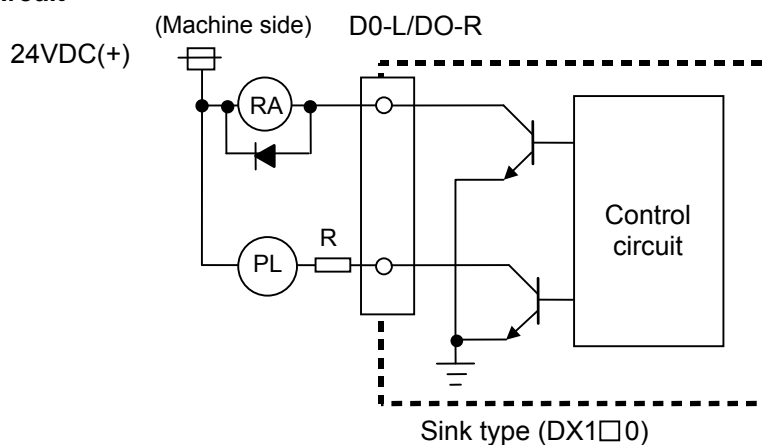 (Machine side) D0-L/DO-R
24VDC(+)
RA
R
PL
Control
circuit
Sink type (DX1□0)